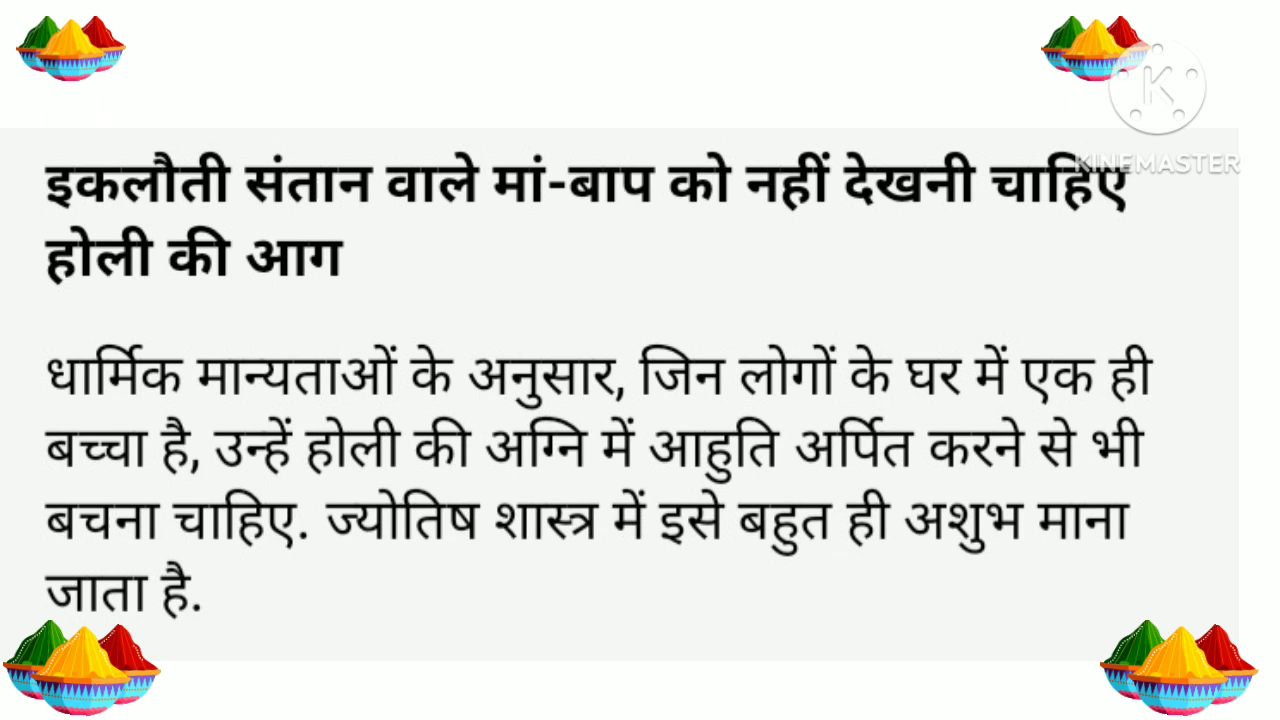 KINEMASTER
इकलौती संतान वाले मां-बाप को नहीं देखनी चाहिए
होली की आग
धार्मिक मान्यताओं के अनुसार, जिन लोगों के घर में एक ही
बच्चा है, उन्हें होली की अग्नि में आहुति अर्पित करने से भी
बचना चाहिए. ज्योतिष शास्त्र में इसे बहुत ही अशुभ माना
जाता है.